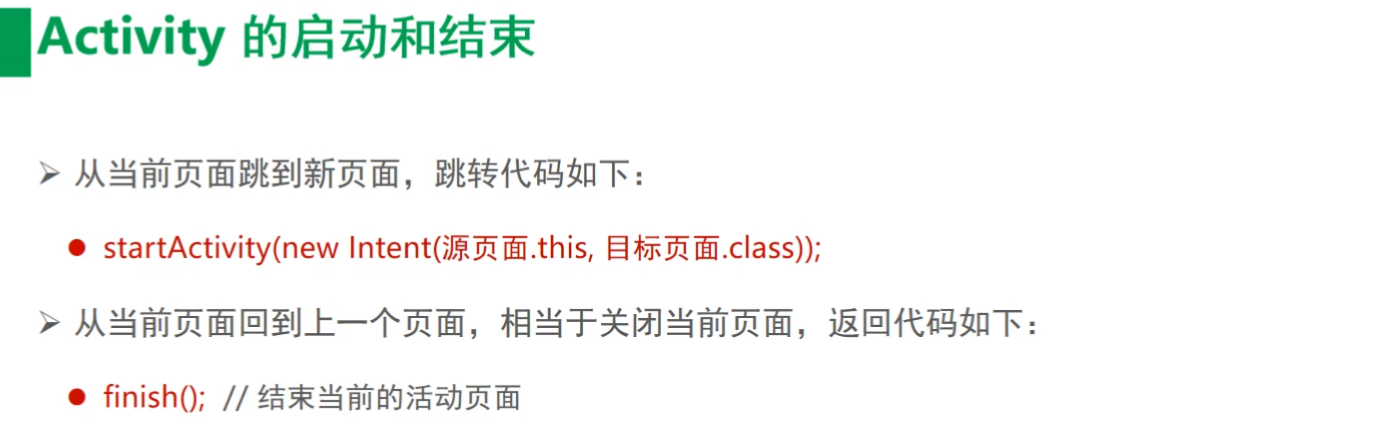 Activity 的启动和结束
➢ 从当前页面跳到新页面，跳转代码如下：
● startActivity(new Intent(源页面.this, 目标页面.class));
➢ 从当前页面回到上一个页面，相当于关闭当前页面，返回代码如下：
● finish(); // 结束当前的活动页面